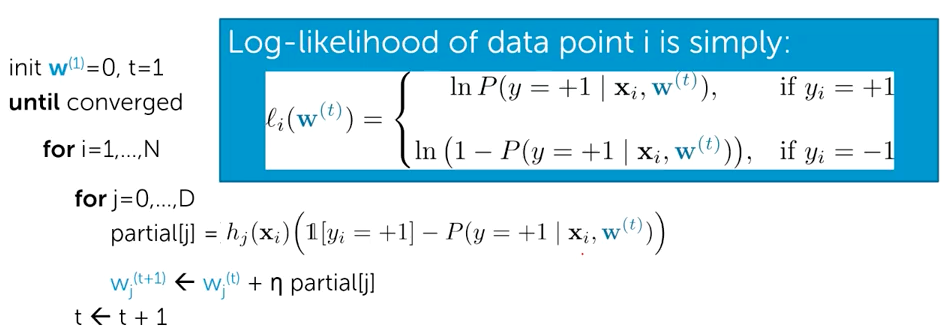 Log-likelihood of data point i is simply:
ℓᵢ(w⁽ᵗ⁾) = { ln P(y = +1 | xᵢ, w⁽ᵗ⁾), if yᵢ = +1
ln (1 − P(y = +1 | xᵢ, w⁽ᵗ⁾)), if yᵢ = −1
init w⁽¹⁾=0, t=1
until converged
for i=1,...,N
for j=0,...,D
partial[j] = hⱼ(xᵢ)(𝟙[yᵢ = +1] − P(y = +1 | xᵢ, w⁽ᵗ⁾))
wⱼ⁽ᵗ⁺¹⁾ ← wⱼ⁽ᵗ⁾ + η partial[j]
t ← t + 1